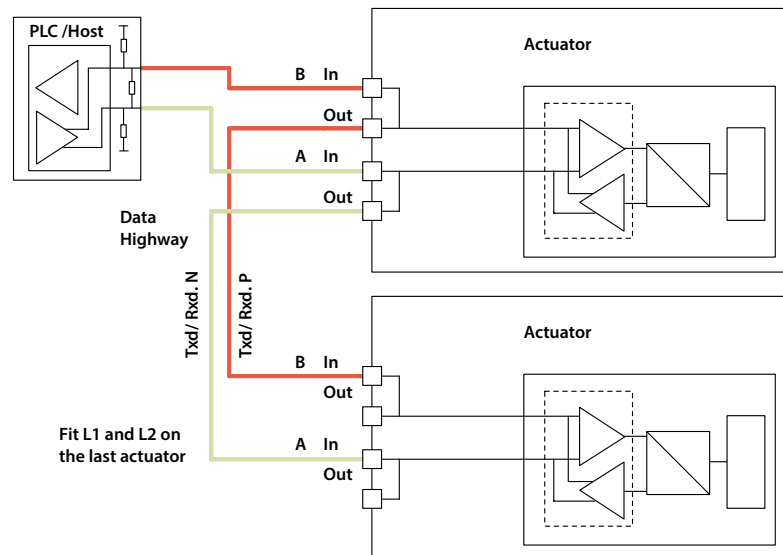 PLC /Host
Actuator
B In
Out
A In
Out
Data
Highway
Txd/ Rxd. N
Txd/ Rxd. P
Actuator
B In
Out
A In
Out
Fit L1 and L2 on
the last actuator